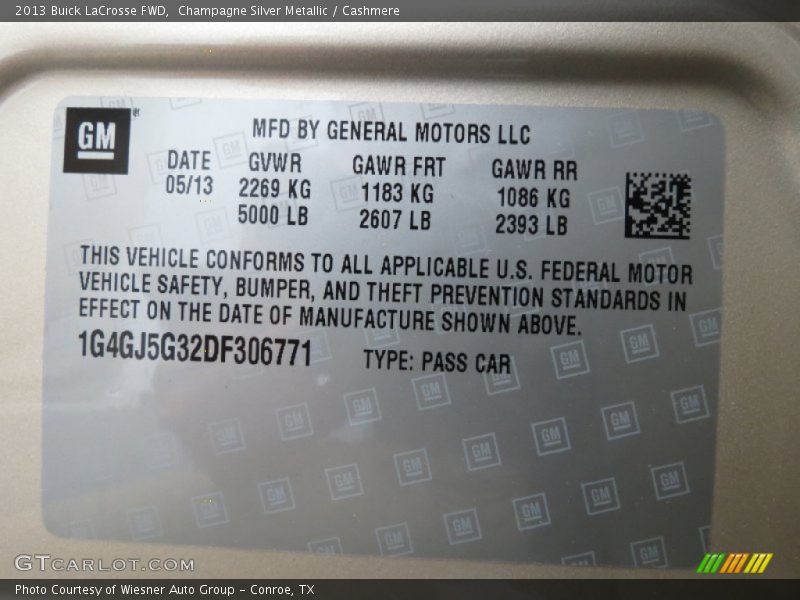 2013 Buick LaCrosse FWD, Champagne Silver Metallic / Cashmere
GM
MFD BY GENERAL MOTORS LLC
DATE GVWR GAWR FRT GAWR RR
05/13 2269 KG 1183 KG 1086 KG
5000 LB 2607 LB 2393 LB
THIS VEHICLE CONFORMS TO ALL APPLICABLE U.S. FEDERAL MOTOR
VEHICLE SAFETY, BUMPER, AND THEFT PREVENTION STANDARDS IN
EFFECT ON THE DATE OF MANUFACTURE SHOWN ABOVE.
1G4GJ5G32DF306771 TYPE: PASS CAR
GTCARLOT.COM
Photo Courtesy of Wiesner Auto Group - Conroe, TX